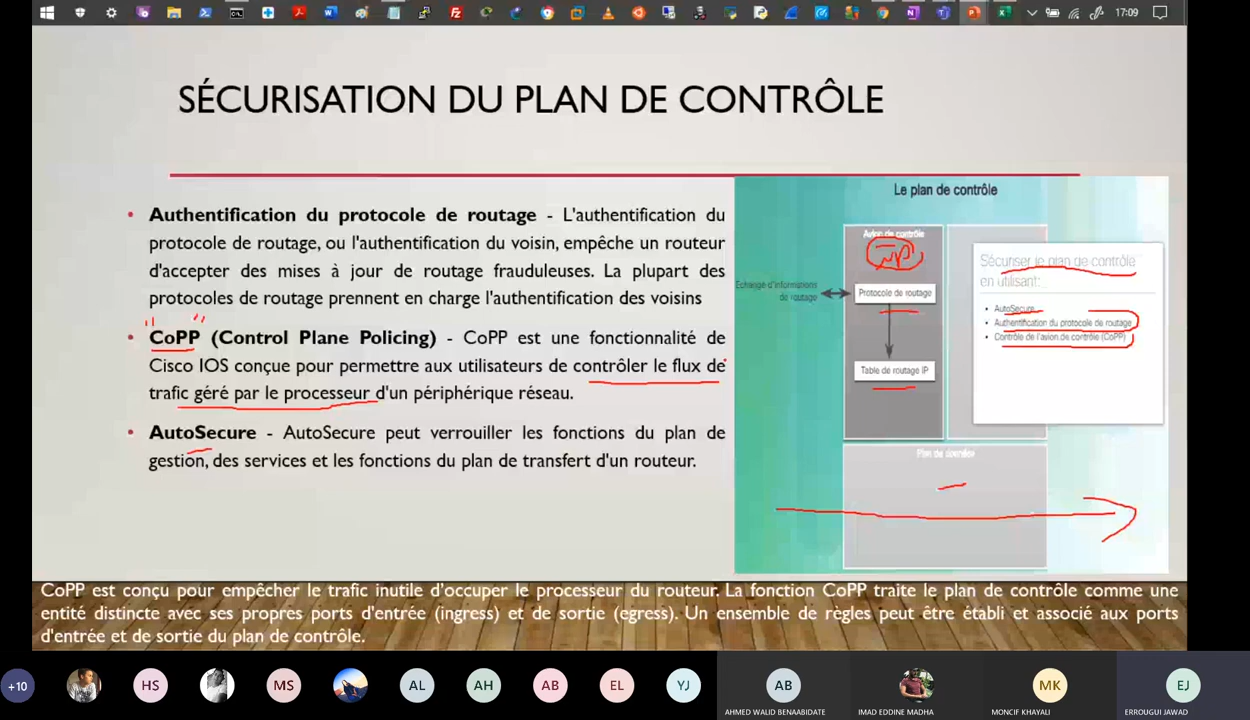 17:09
SÉCURISATION DU PLAN DE CONTRÔLE
• Authentification du protocole de routage - L'authentification du
protocole de routage, ou l'authentification du voisin, empêche un routeur
d'accepter des mises à jour de routage frauduleuses. La plupart des
protocoles de routage prennent en charge l'authentification des voisins
• CoPP (Control Plane Policing) - CoPP est une fonctionnalité de
Cisco IOS conçue pour permettre aux utilisateurs de contrôler le flux de
trafic géré par le processeur d'un périphérique réseau.
• AutoSecure - AutoSecure peut verrouiller les fonctions du plan de
gestion, des services et les fonctions du plan de transfert d'un routeur.
Le plan de contrôle
Avion de contrôle
Echange d'informations
de routage
Protocole de routage
Table de routage IP
Plan de données
Sécuriser le plan de contrôle
en utilisant:
• AutoSecure
• Authentification du protocole de routage
• Contrôle de l'avion de contrôle (CoPP)
CoPP est conçu pour empêcher le trafic inutile d'occuper le processeur du routeur. La fonction CoPP traite le plan de contrôle comme une
entité distincte avec ses propres ports d'entrée (ingress) et de sortie (egress). Un ensemble de règles peut être établi et associé aux ports
d'entrée et de sortie du plan de contrôle.
+10 HS MS AL AH AB EL YJ AB MK EJ
AHMED WALID BENAABIDATE IMAD EDDINE MADHA MONCIF KHAYALI ERROUGUI JAWAD